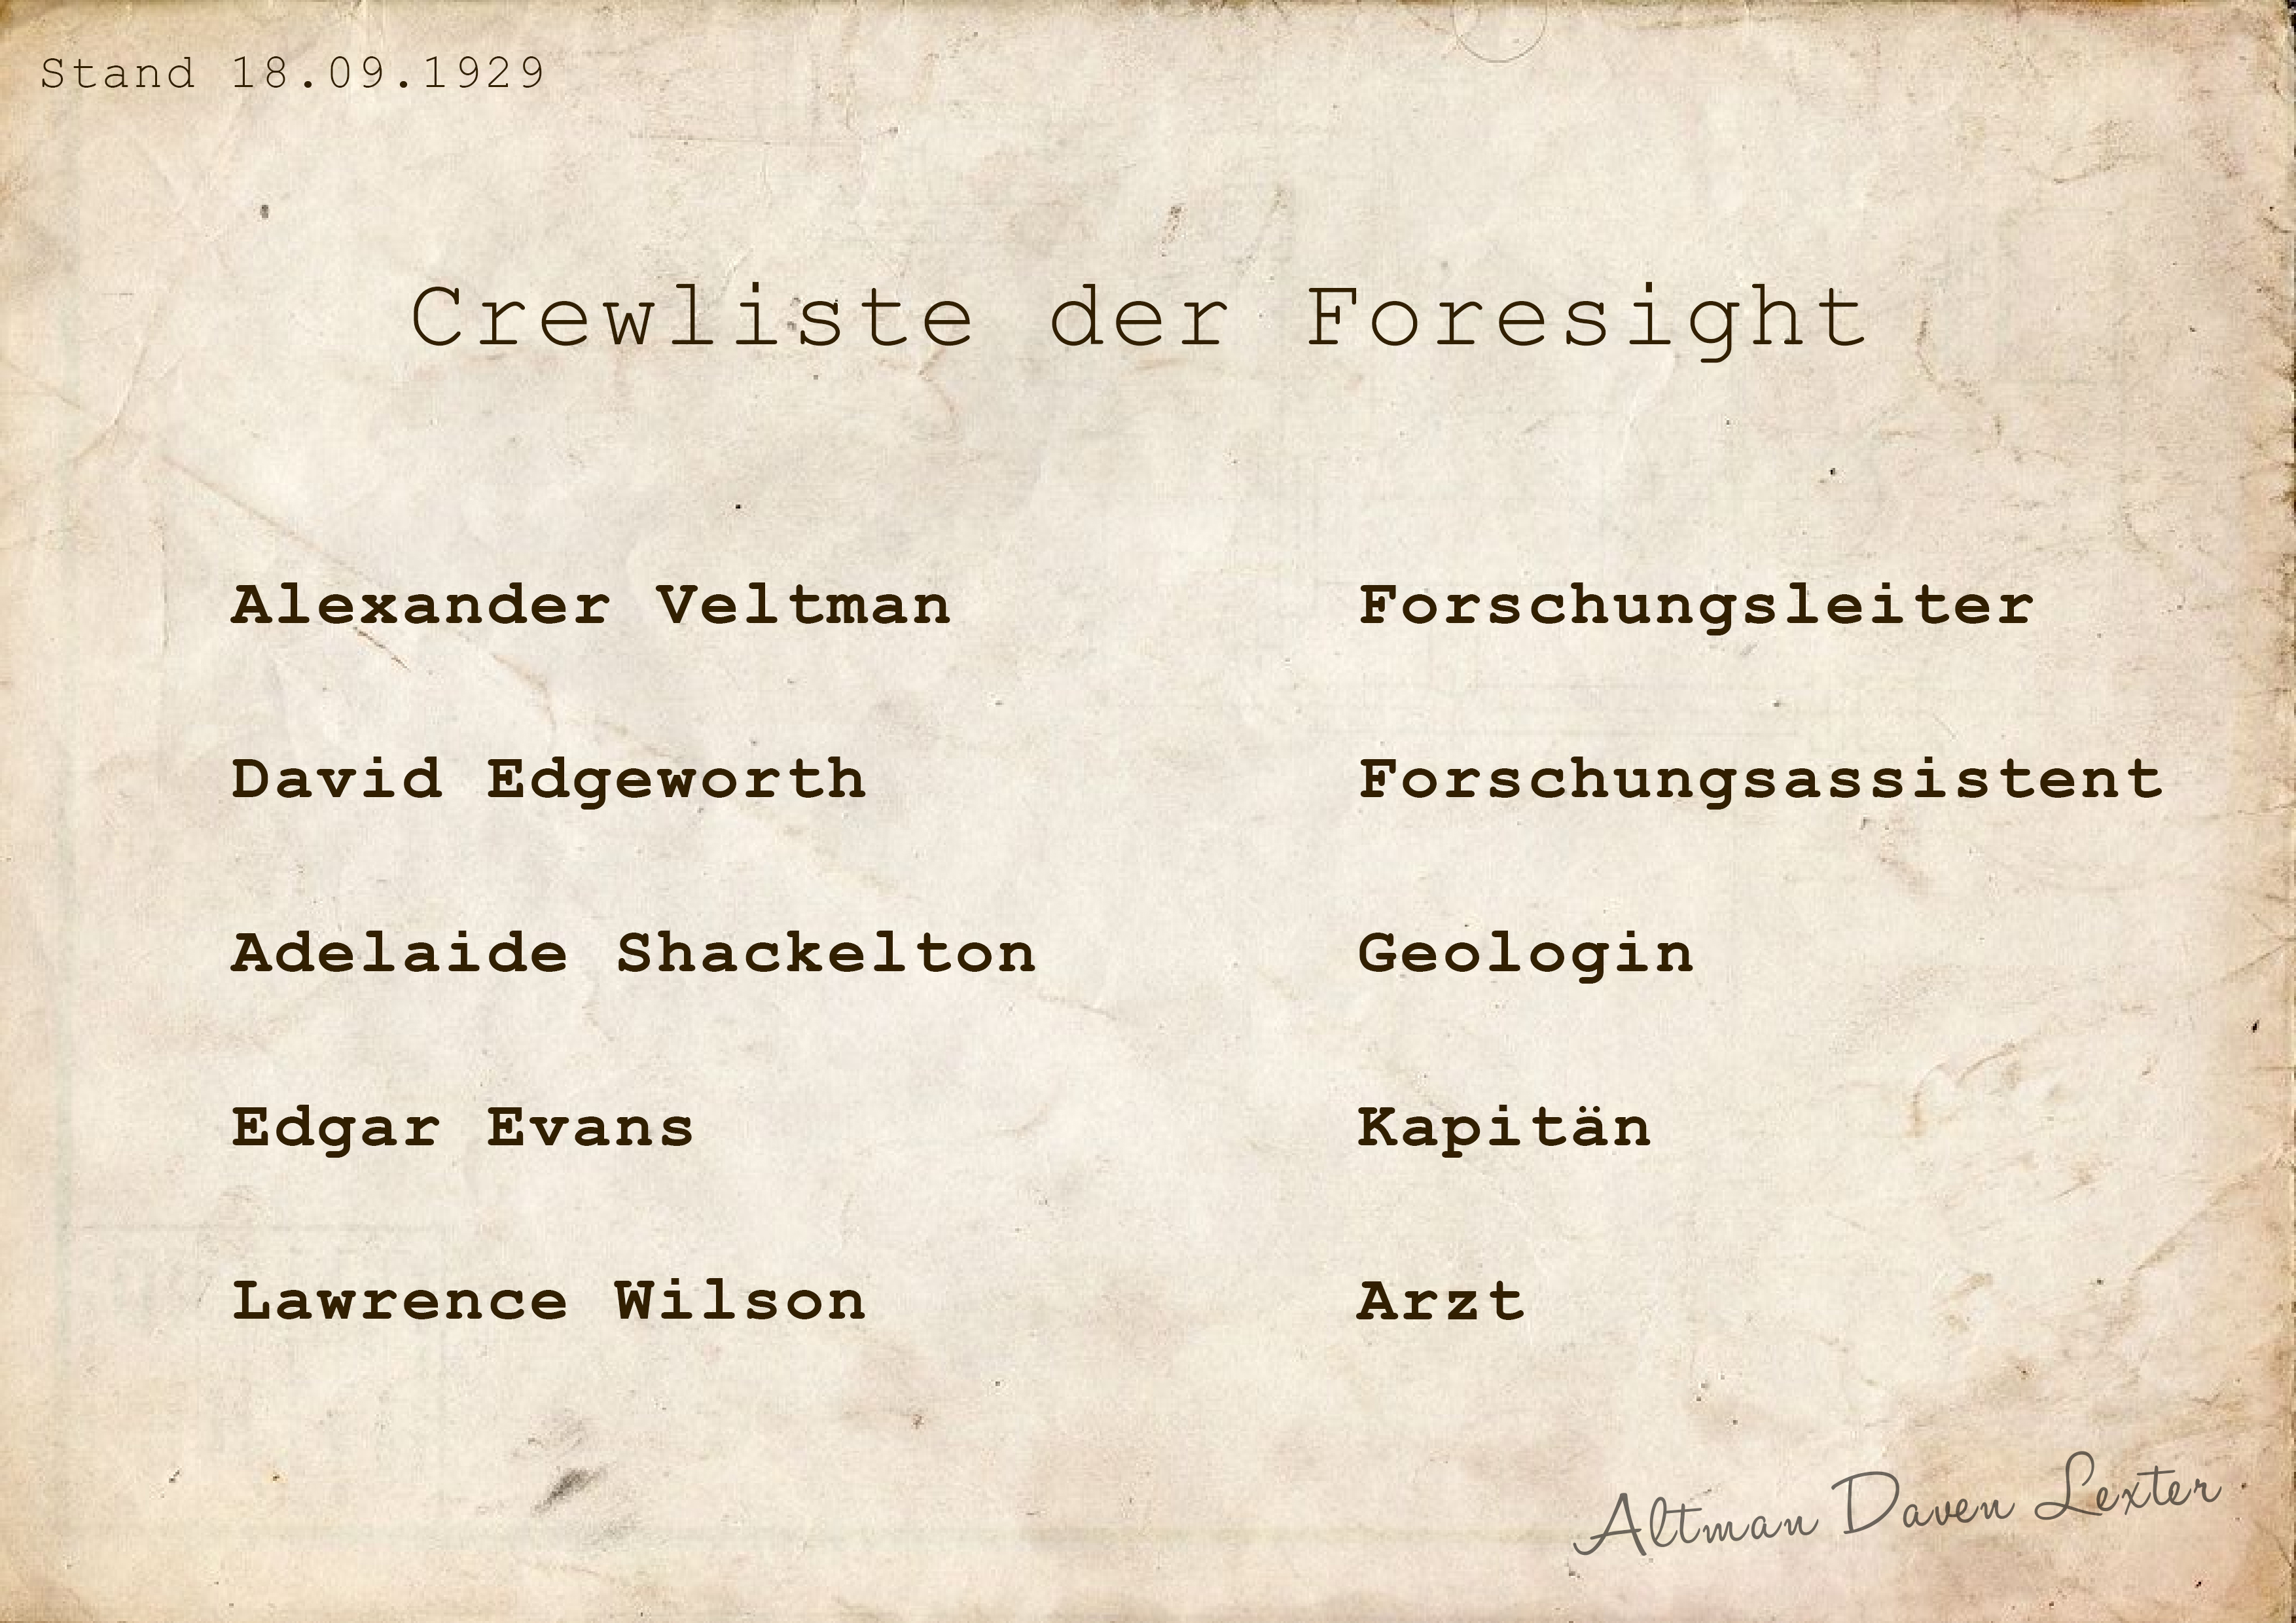 Stand 18.09.1929
Crewliste der Foresight
Alexander Veltman Forschungsleiter
David Edgeworth Forschungsassistent
Adelaide Shackelton Geologin
Edgar Evans Kapitän
Lawrence Wilson Arzt
Altman Daven Lexter